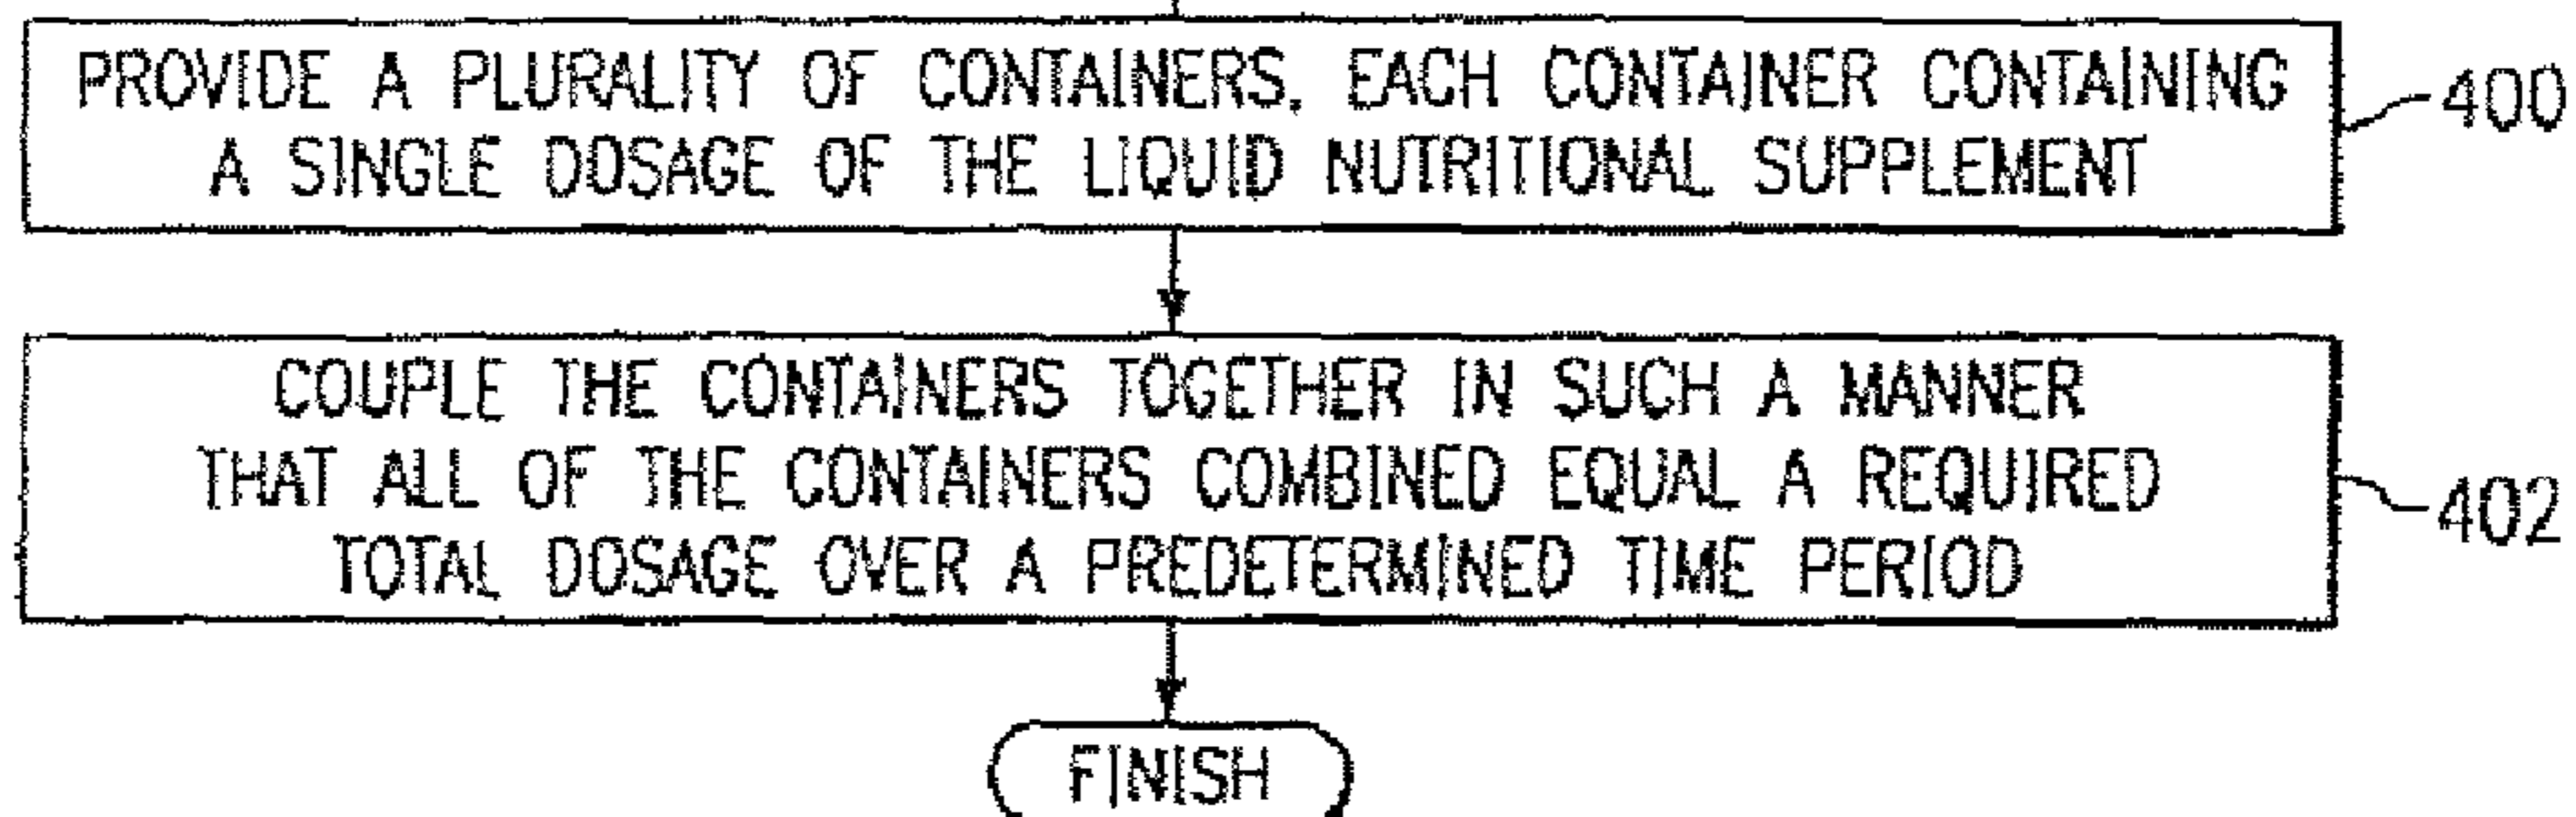 PROVIDE A PLURALITY OF CONTAINERS, EACH CONTAINER CONTAINING
A SINGLE DOSAGE OF THE LIQUID NUTRITIONAL SUPPLEMENT
400
COUPLE THE CONTAINERS TOGETHER IN SUCH A MANNER
THAT ALL OF THE CONTAINERS COMBINED EQUAL A REQUIRED
TOTAL DOSAGE OVER A PREDETERMINED TIME PERIOD
402
FINISH